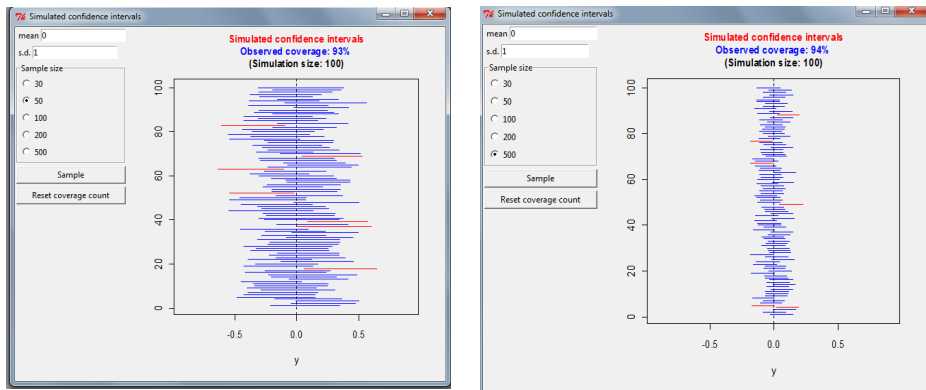 Simulated confidence intervals
mean 0
s.d. 1
Sample size
30
50
100
200
500
Sample
Reset coverage count
Simulated confidence intervals
Observed coverage: 93%
(Simulation size: 100)
100
80
60
40
20
0
-0.5 0.0 0.5
y
Simulated confidence intervals
mean 0
s.d. 1
Sample size
30
50
100
200
500
Sample
Reset coverage count
Simulated confidence intervals
Observed coverage: 94%
(Simulation size: 100)
100
80
60
40
20
0
-0.5 0.0 0.5
y